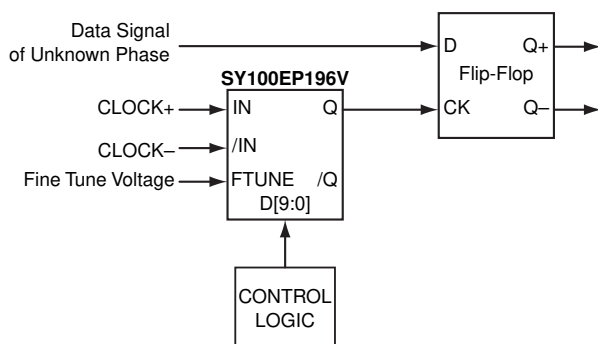 Data Signal
of Unknown Phase
D
Q+
Flip-Flop
CK
Q–
SY100EP196V
CLOCK+
IN
Q
CLOCK–
/IN
Fine Tune Voltage
FTUNE
/Q
D[9:0]
CONTROL
LOGIC